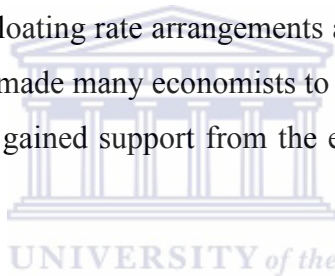 loating rate arrangements a
made many economists to
gained support from the e
UNIVERSITY of the